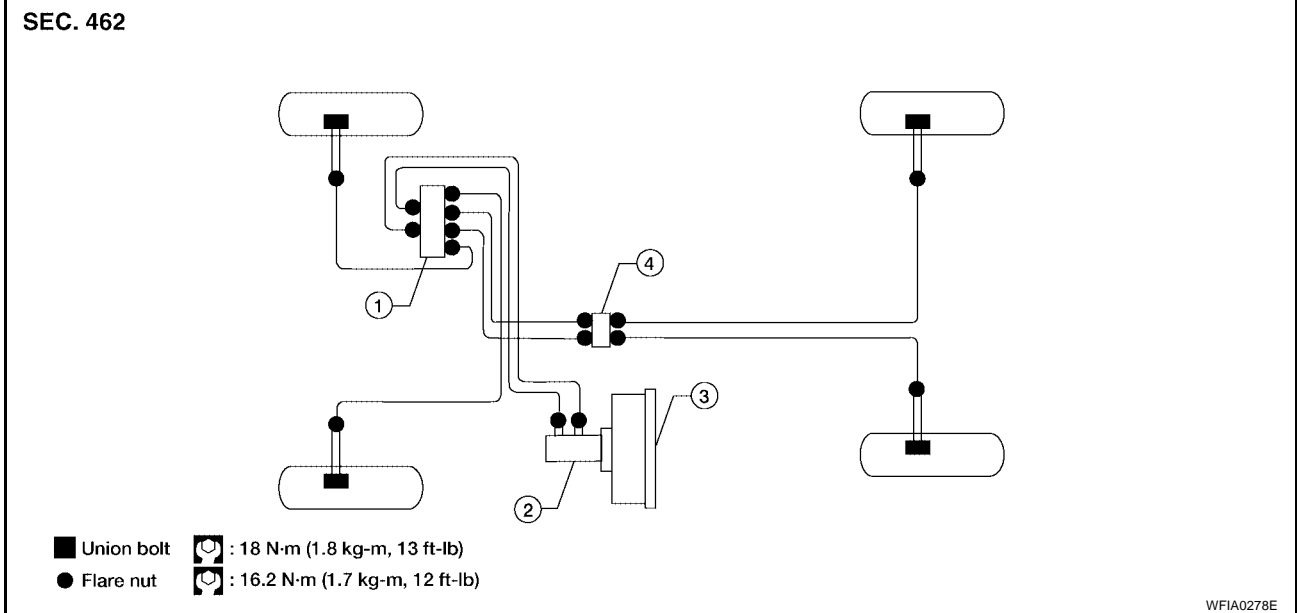 SEC. 462
4
1
3
2
Union bolt : 18 N·m (1.8 kg-m, 13 ft-lb)
Flare nut : 16.2 N·m (1.7 kg-m, 12 ft-lb)
WFIA0278E